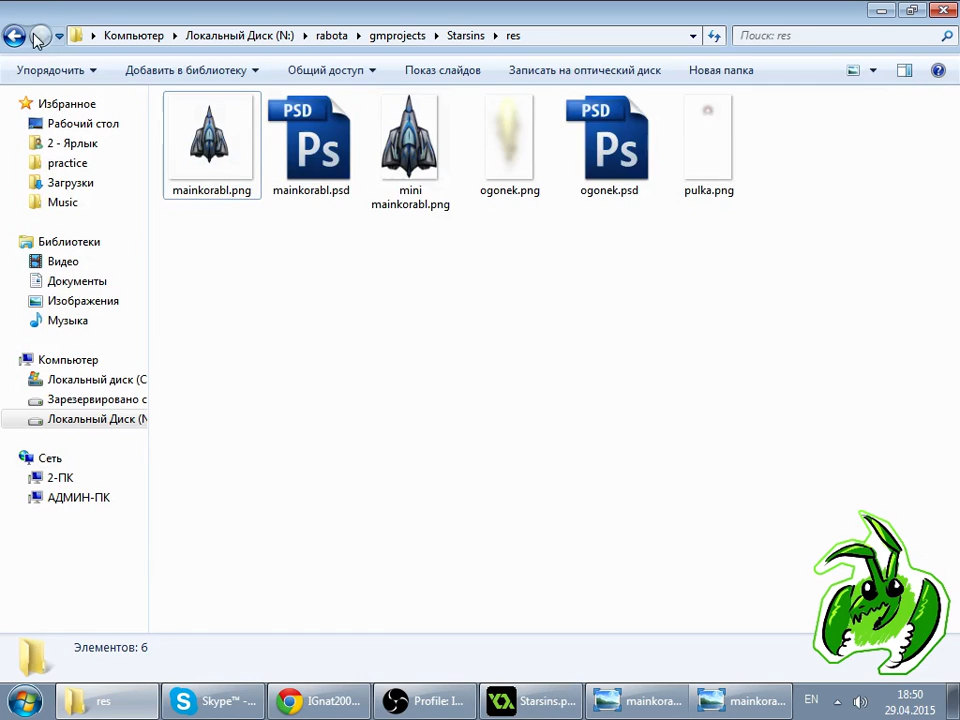 Компьютер
Локальный Диск (N:)
rabota
gmprojects
Starsins
res
Поиск: res
Упорядочить
Добавить в библиотеку
Общий доступ
Показ слайдов
Записать на оптический диск
Новая папка
Избранное
Рабочий стол
2 - Ярлык
practice
Загрузки
Music
Библиотеки
Видео
Документы
Изображения
Музыка
Компьютер
Локальный диск (C
Зарезервировано с
Локальный Диск (N
Сеть
2-ПК
АДМИН-ПК
PSD
Ps
PSD
Ps
mainkorabl.png
mainkorabl.psd
mini
mainkorabl.png
ogonek.png
ogonek.psd
pulka.png
Элементов: 6
res
Skype™ -...
IGnat200...
Profile: I...
Starsins.p...
mainkora...
mainkora...
EN
18:50
29.04.2015